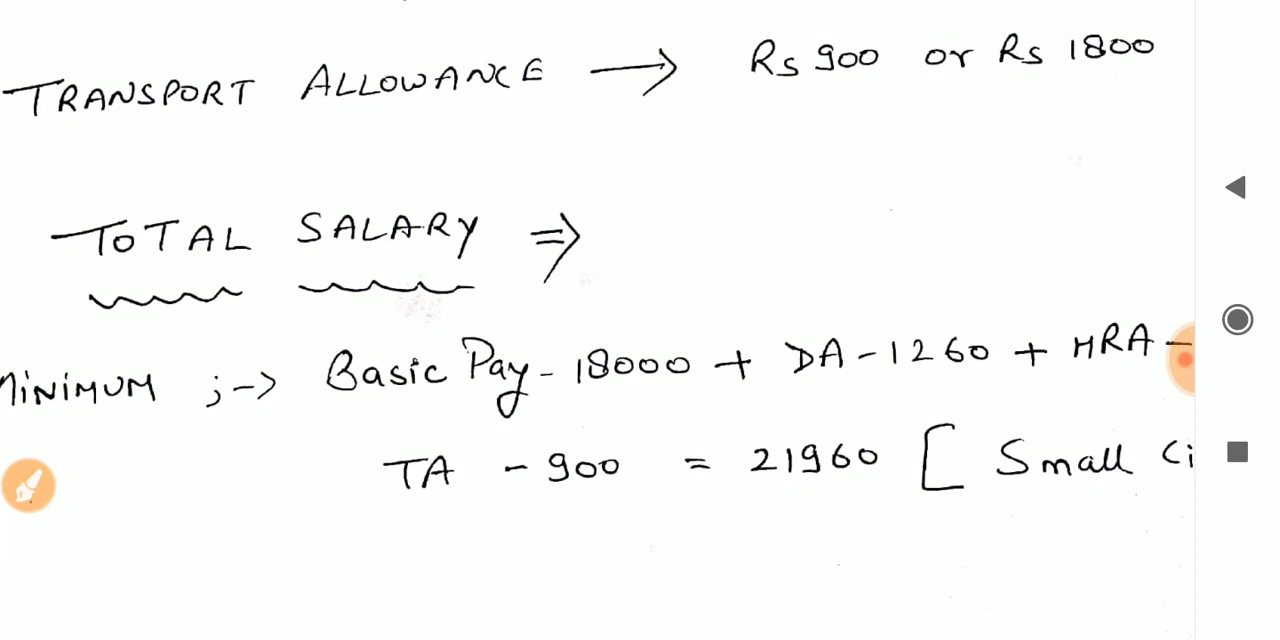 TRANSPORT ALLOWANCE → Rs 900 or Rs 1800
TOTAL SALARY ⇒
MINIMUM ;-> Basic Pay - 18000 + DA - 1260 + HRA -
TA - 900 = 21960 [ Small Ci